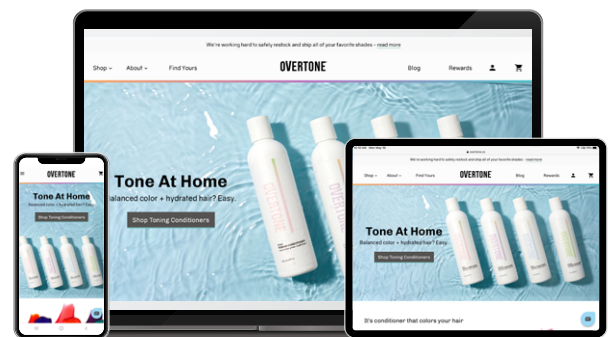 We're working hard to safely restock and ship all of your favorite shades - read more
Shop
About
Find Yours
OVERTONE
Blog
Rewards
Tone At Home
alanced color + hydrated hair? Easy.
Shop Toning Conditioners
OVERTONE
OVERTONE
Tone At Home
Balanced color + hydrated hair? Easy.
Shop Toning Conditioners
We're working hard to safely restock and ship all of your favorite shades - read more
Shop
About
Find Yours
OVERTONE
Blog
Rewards
Tone At Home
Balanced color + hydrated hair? Easy.
Shop Toning Conditioners
It's conditioner that colors your hair